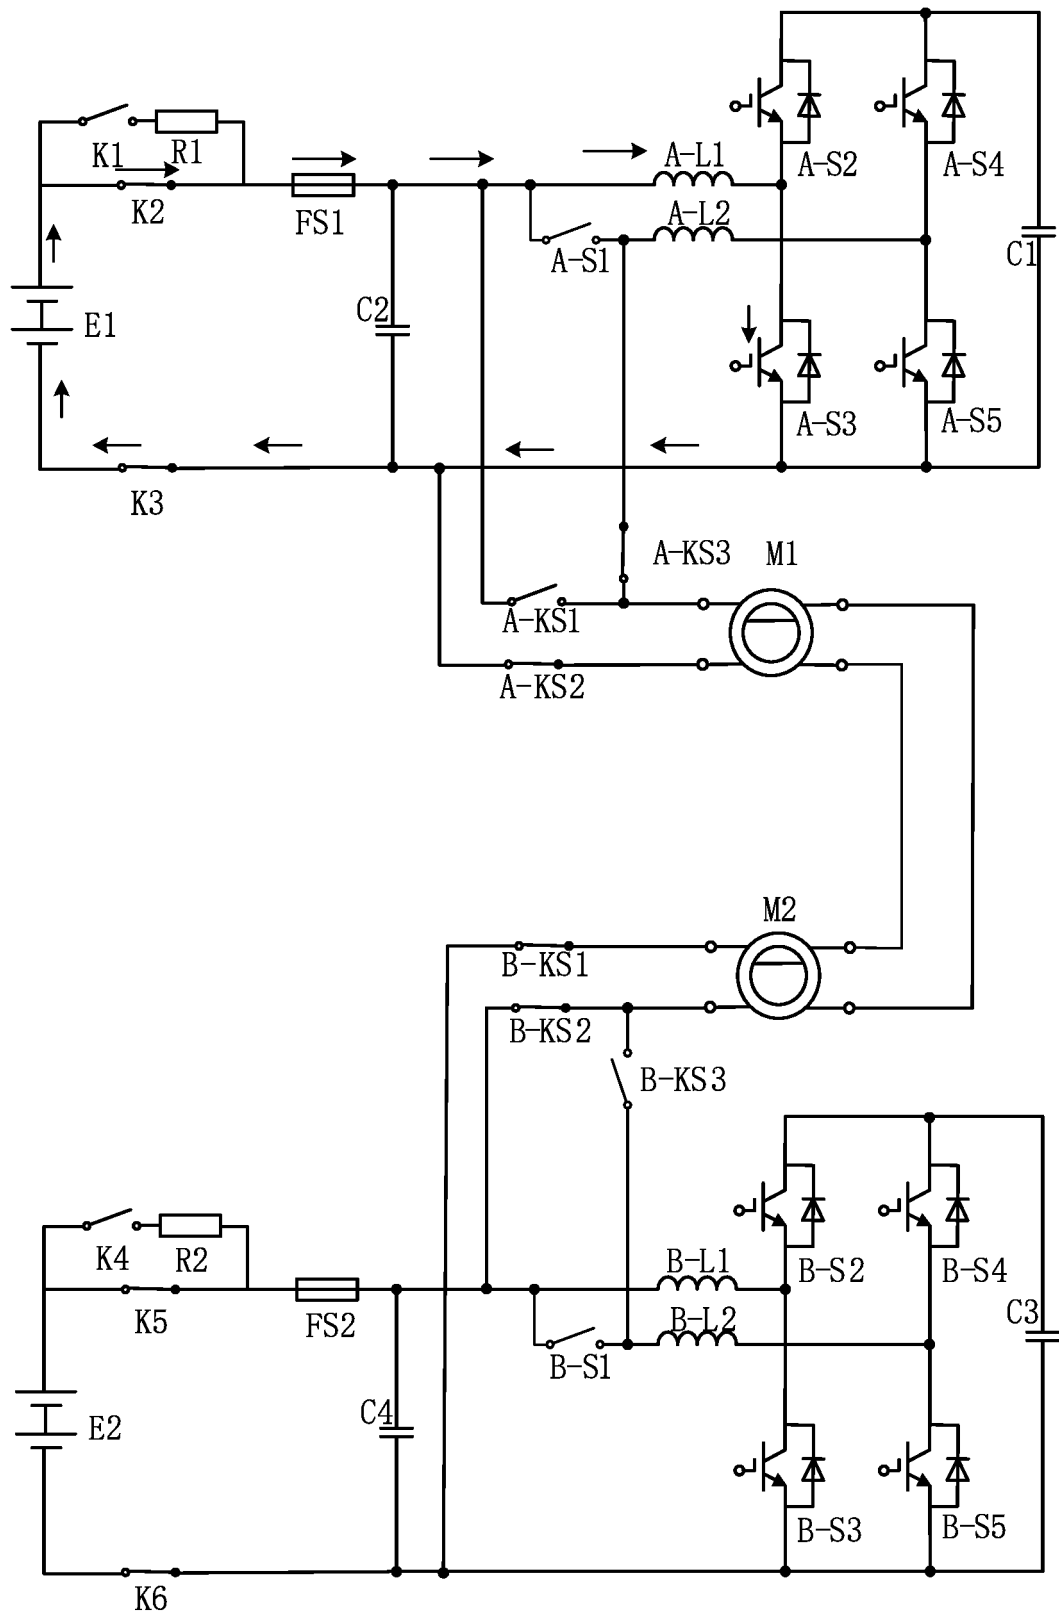 K1
R1
A-L1
A-S2
A-S4
K2
FS1
A-L2
A-S1
C1
E1
C2
A-S3
A-S5
K3
A-KS3
M1
A-KS1
A-KS2
M2
B-KS1
B-KS2
B-KS3
K4
R2
B-L1
B-S2
B-S4
K5
FS2
B-L2
C3
B-S1
E2
C4
B-S3
B-S5
K6